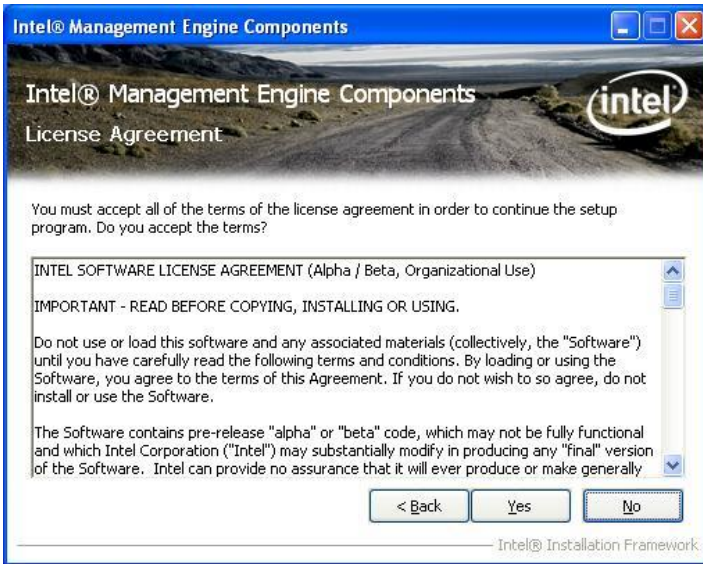 Intel® Management Engine Components
Intel® Management Engine Components
intel
License Agreement
You must accept all of the terms of the license agreement in order to continue the setup
program. Do you accept the terms?
INTEL SOFTWARE LICENSE AGREEMENT (Alpha / Beta, Organizational Use)
IMPORTANT - READ BEFORE COPYING, INSTALLING OR USING.
Do not use or load this software and any associated materials (collectively, the "Software")
until you have carefully read the following terms and conditions. By loading or using the
Software, you agree to the terms of this Agreement. If you do not wish to so agree, do not
install or use the Software.
The Software contains pre-release "alpha" or "beta" code, which may not be fully functional
and which Intel Corporation ("Intel") may substantially modify in producing any "final" version
of the Software.  Intel can provide no assurance that it will ever produce or make generally
< Back
Yes
No
Intel® Installation Framework